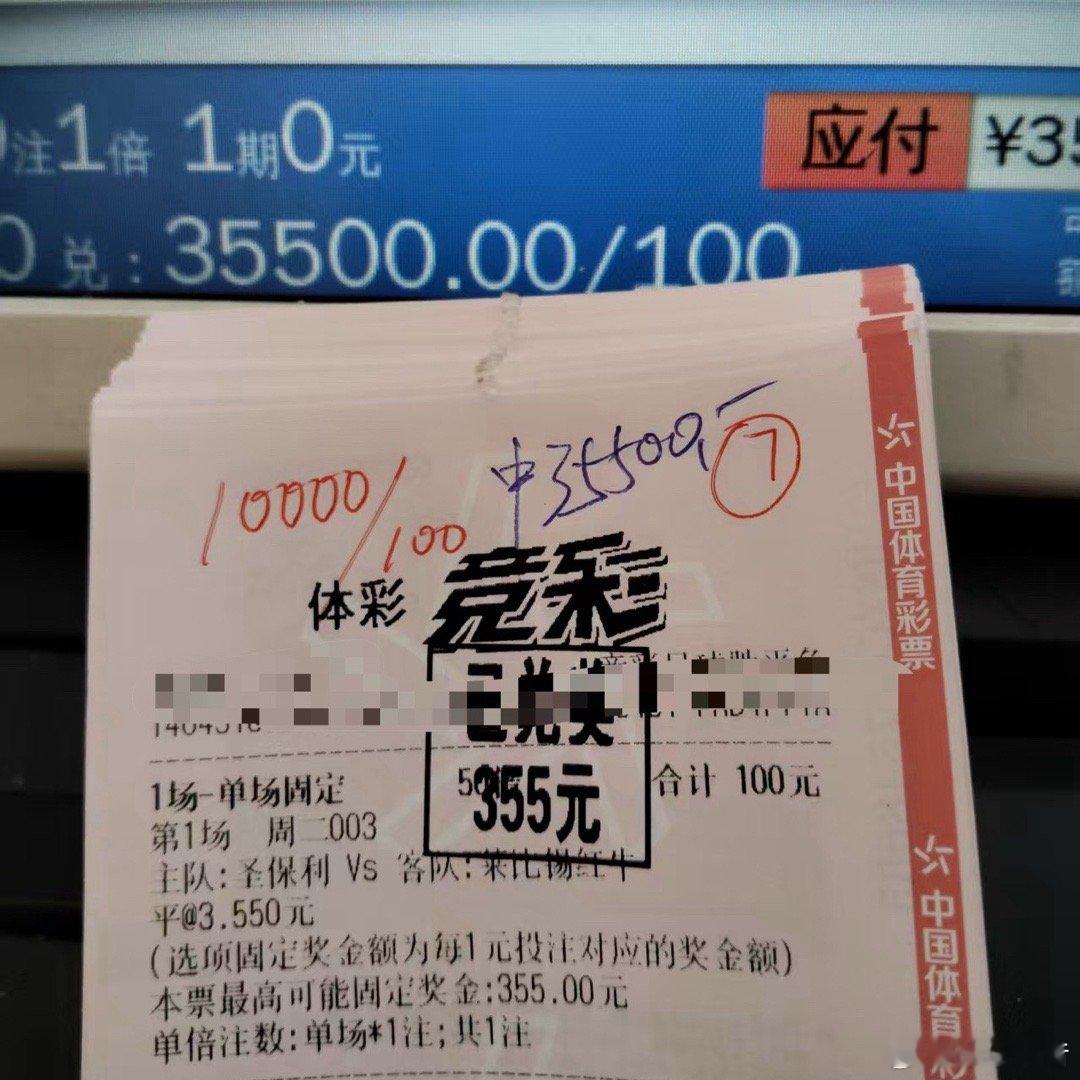 注1倍 1期0元
应付 ¥35
0 兑:35500.00/100
10000/100
中35500,
7
体彩 竞彩
已兑奖
355元
1场-单场固定 合计 100元
第1场 周二003
主队:圣保利 Vs 客队:莱比锡红牛
平@3.550元
(选项固定奖金额为每1元投注对应的奖金额)
本票最高可能固定奖金:355.00元
单倍注数:单场*1注;共1注
中国体育彩票
中国体育彩